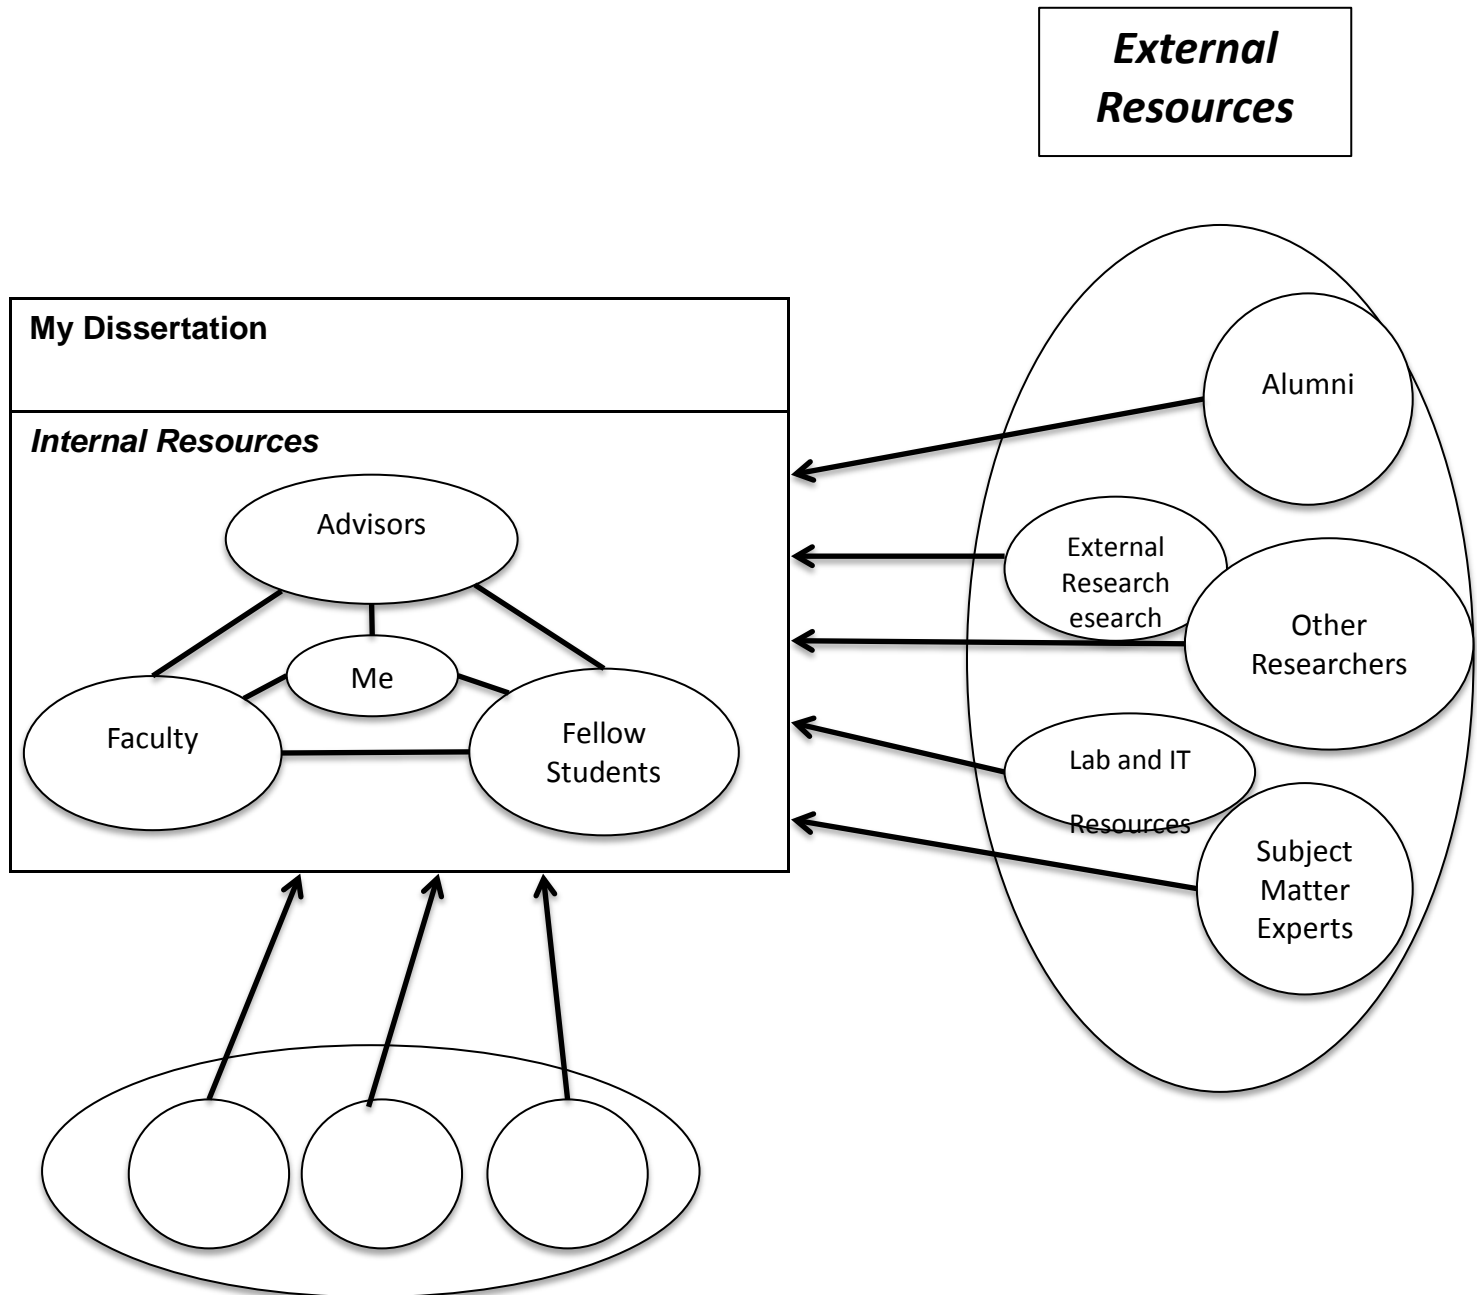 External
Resources
My Dissertation
Internal Resources
Advisors
Me
Faculty
Fellow
Students
Alumni
External
Research
esearch
Other
Researchers
Lab and IT
Resources
Subject
Matter
Experts